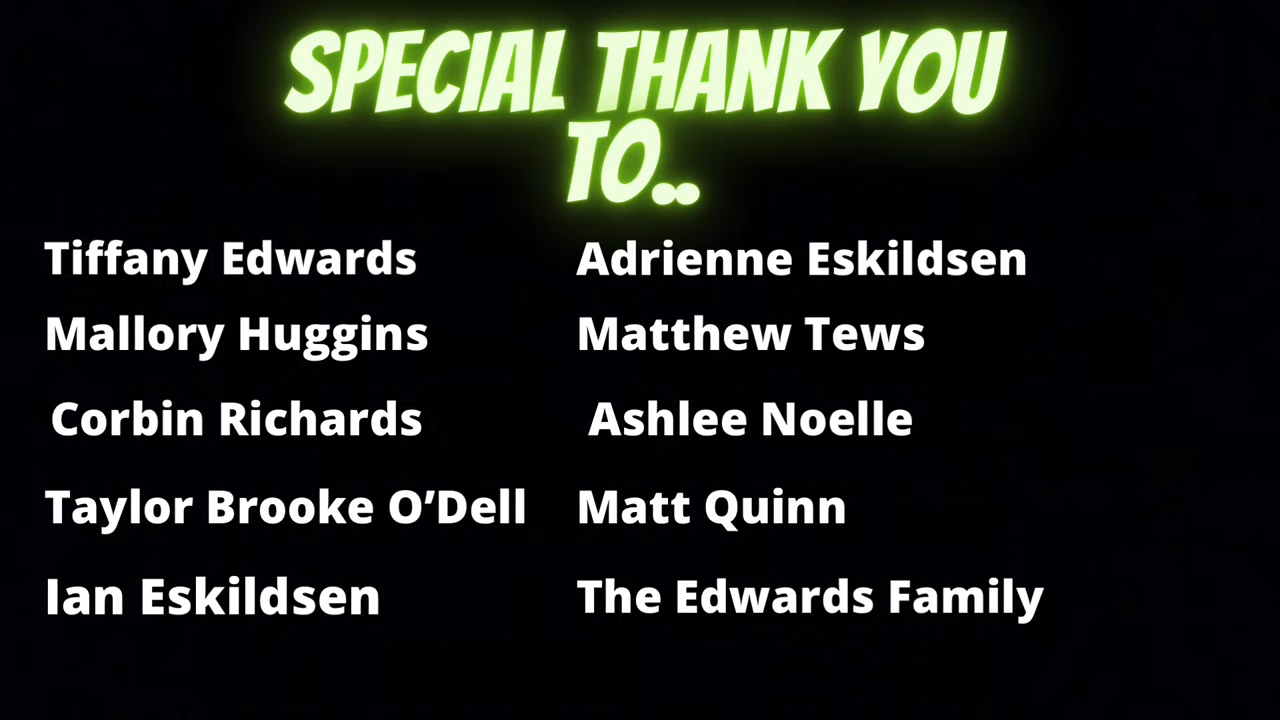 SPECIAL THANK YOU
TO..
Tiffany Edwards
Mallory Huggins
Corbin Richards
Taylor Brooke O’Dell
Ian Eskildsen
Adrienne Eskildsen
Matthew Tews
Ashlee Noelle
Matt Quinn
The Edwards Family